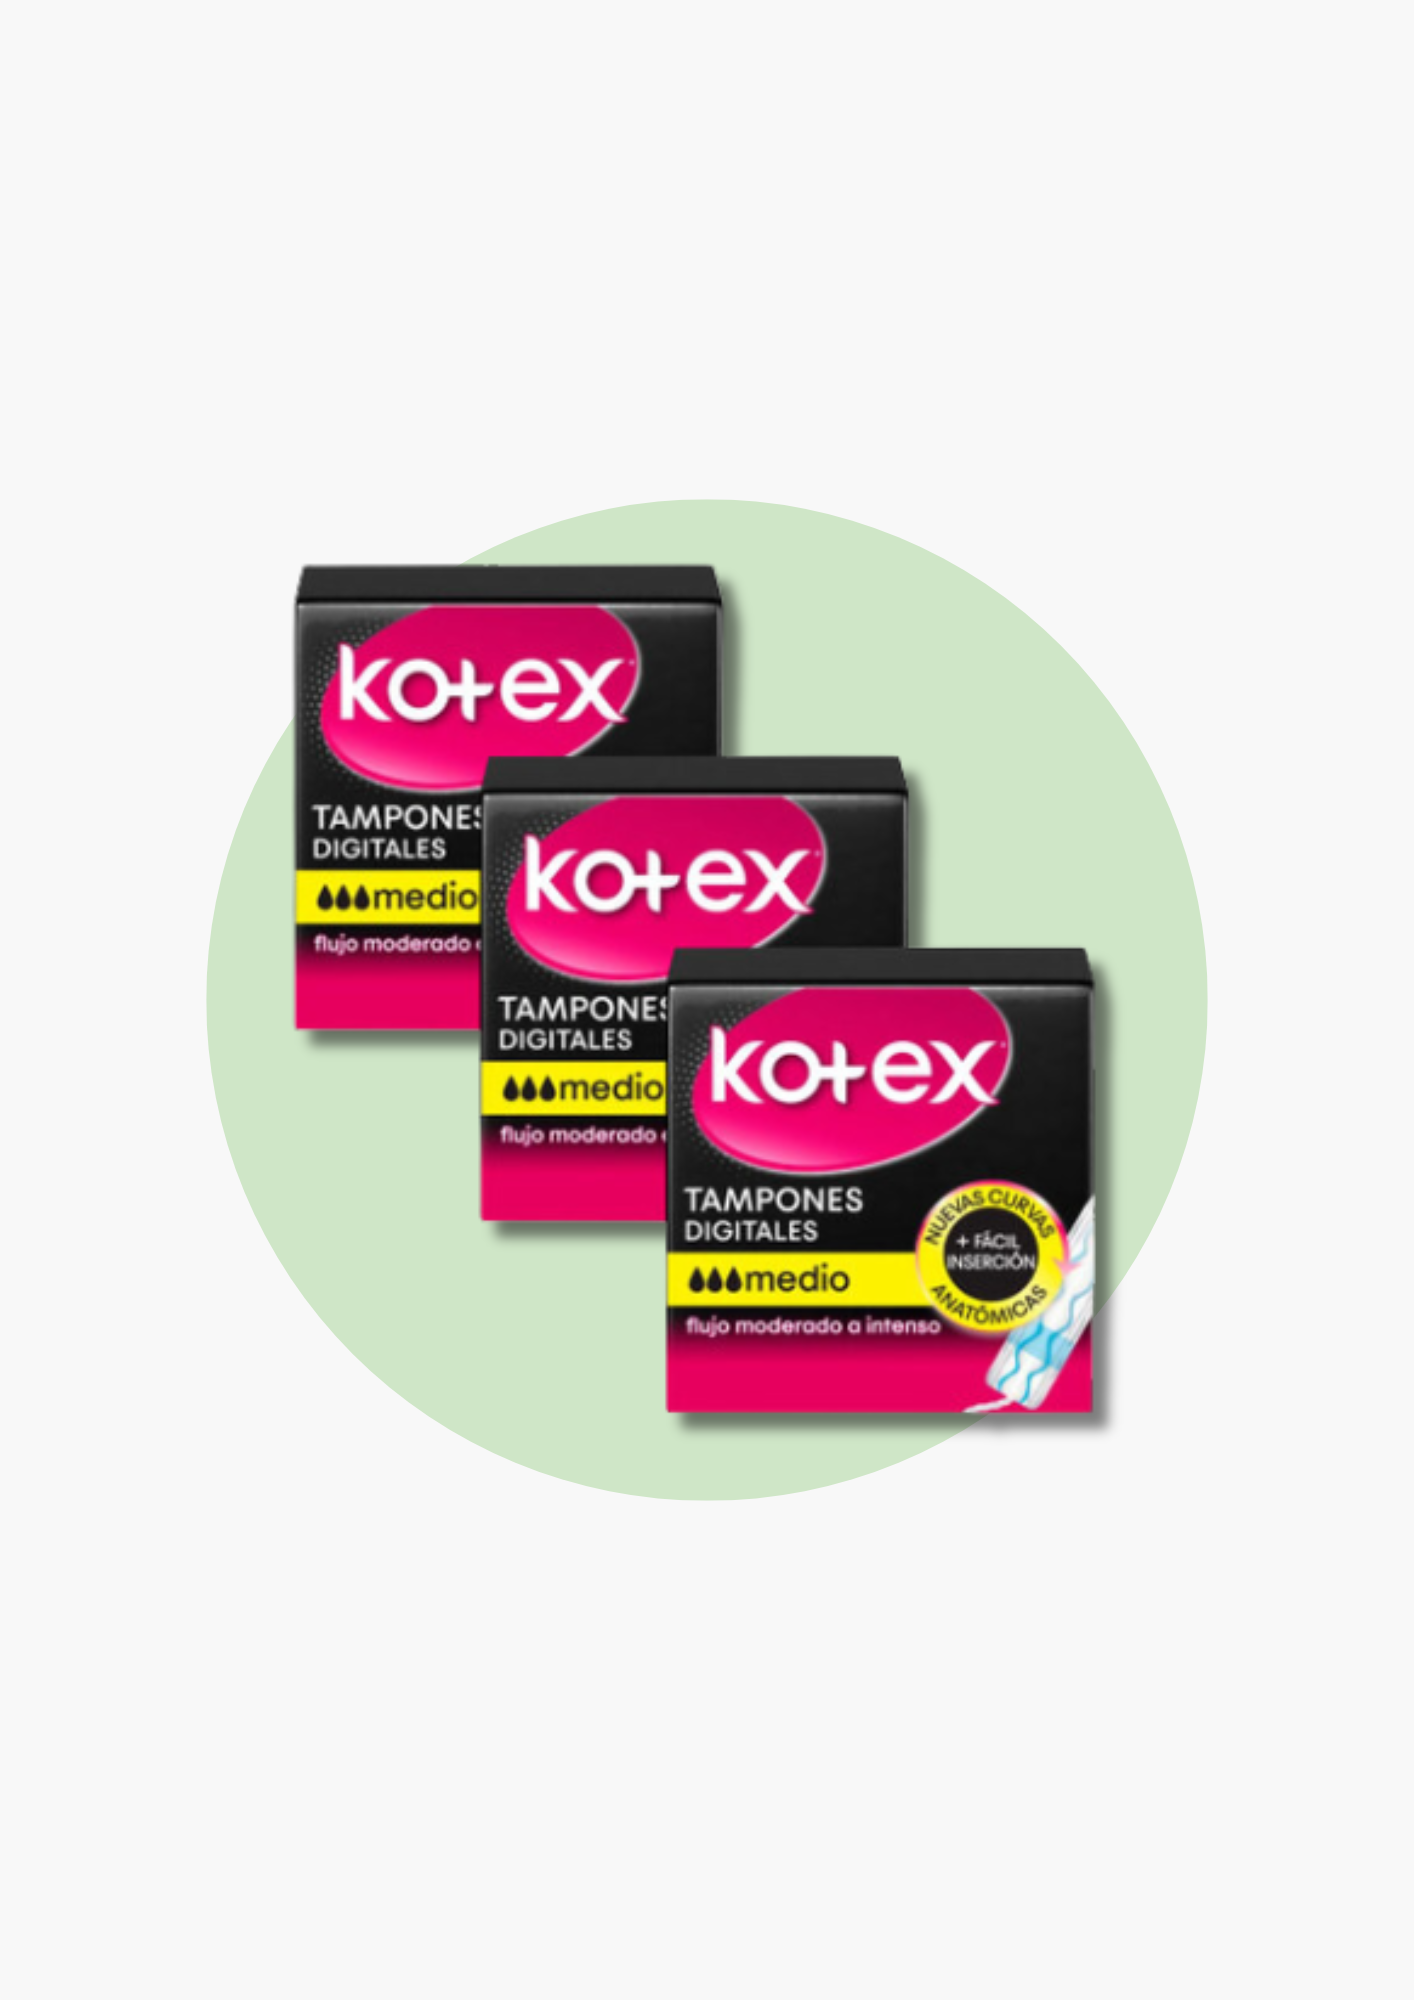 kotex
TAMPONES
DIGITALES
medio
flujo moderado
kotex
TAMPONES
DIGITALES
medio
flujo moderado
kotex
TAMPONES
DIGITALES
medio
flujo moderado a intenso
NUEVAS CURVAS
+ FÁCIL
INSERCIÓN
ANATÓMICAS